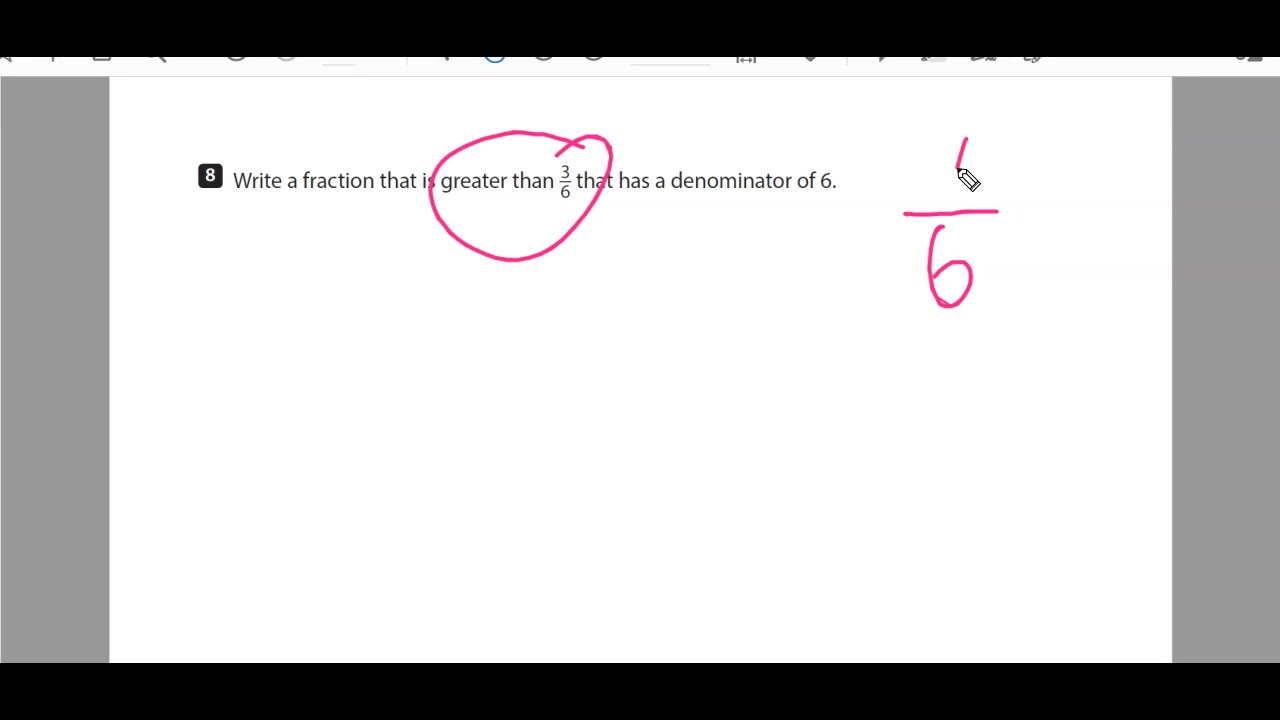 8 Write a fraction that is greater than 3/6 that has a denominator of 6.
6